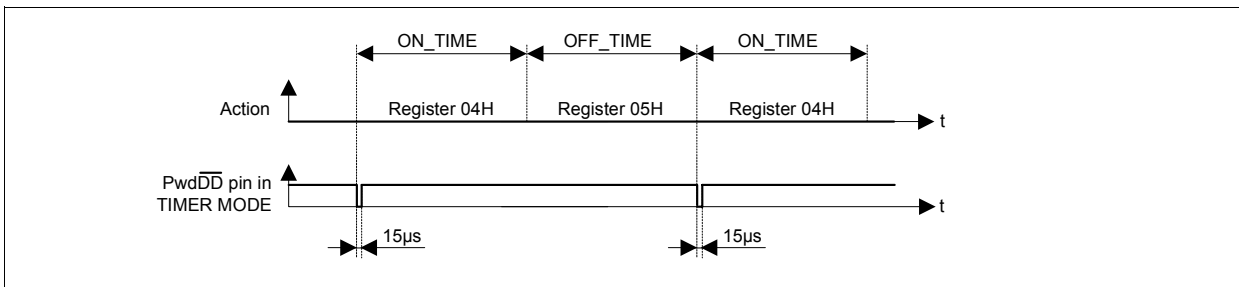 ON_TIME OFF_TIME ON_TIME
Action Register 04H Register 05H Register 04H t
PwdDD pin in
TIMER MODE t
15µs 15µs